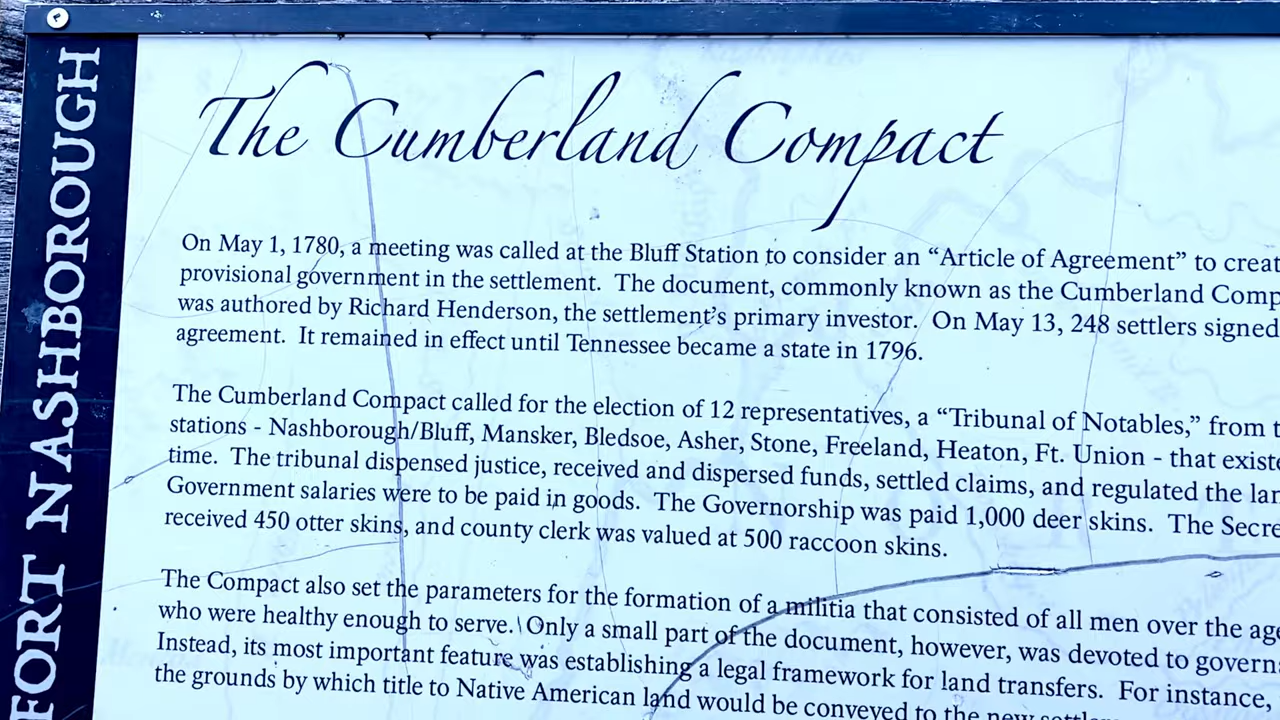 FORT NASHBOROUGH
The Cumberland Compact
On May 1, 1780, a meeting was called at the Bluff Station to consider an “Article of Agreement” to creat
provisional government in the settlement. The document, commonly known as the Cumberland Comp
was authored by Richard Henderson, the settlement’s primary investor. On May 13, 248 settlers signed
agreement. It remained in effect until Tennessee became a state in 1796.
The Cumberland Compact called for the election of 12 representatives, a “Tribunal of Notables,” from t
stations - Nashborough/Bluff, Mansker, Bledsoe, Asher, Stone, Freeland, Heaton, Ft. Union - that existe
time. The tribunal dispensed justice, received and dispersed funds, settled claims, and regulated the lan
Government salaries were to be paid in goods. The Governorship was paid 1,000 deer skins. The Secre
received 450 otter skins, and county clerk was valued at 500 raccoon skins.
The Compact also set the parameters for the formation of a militia that consisted of all men over the age
who were healthy enough to serve. Only a small part of the document, however, was devoted to govern
Instead, its most important feature was establishing a legal framework for land transfers. For instance,
the grounds by which title to Native American land would be conveyed to the new